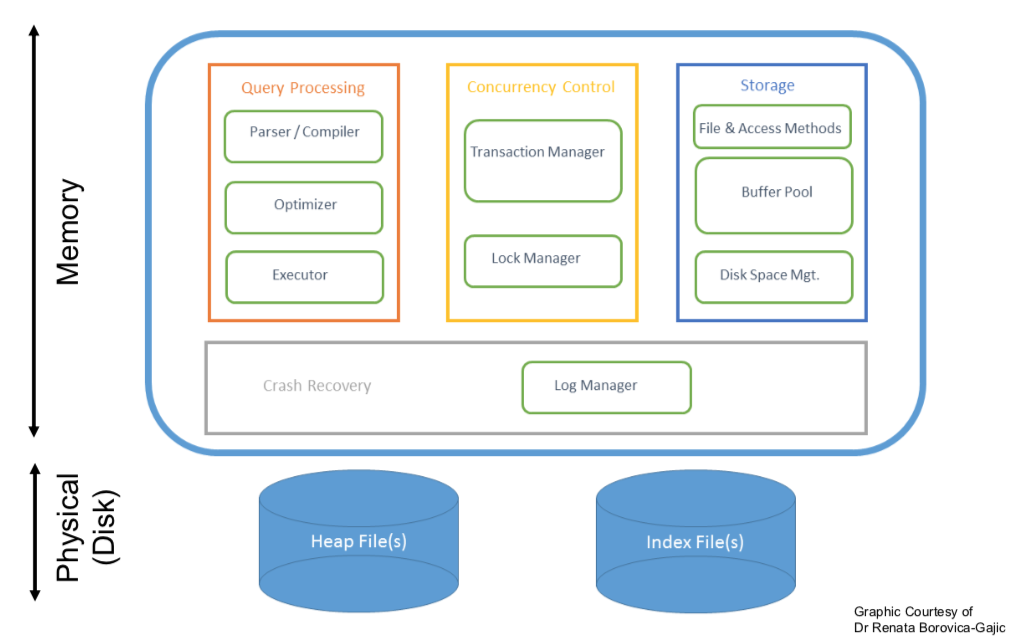 Memory
Query Processing
Parser / Compiler
Optimizer
Executor
Concurrency Control
Transaction Manager
Lock Manager
Storage
File & Access Methods
Buffer Pool
Disk Space Mgt.
Crash Recovery
Log Manager
Physical
(Disk)
Heap File(s)
Index File(s)
Graphic Courtesy of
Dr Renata Borovica-Gajic